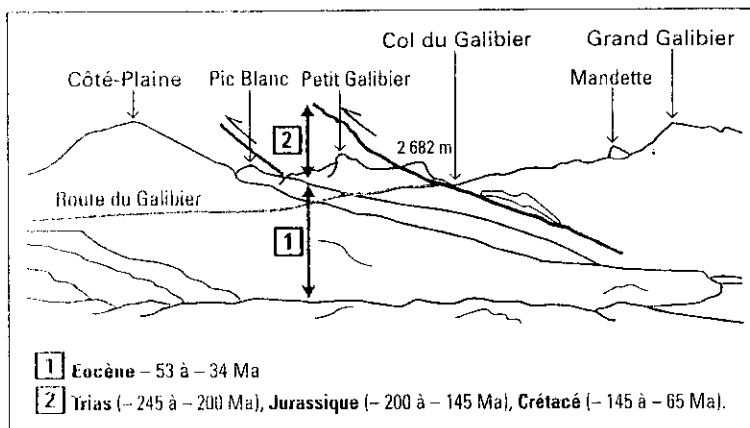 Col du Galibier Grand Galibier
Côté-Plaine Pic Blanc Petit Galibier Mandette
2
2 682 m
Route du Galibier
1
1 Eocène – 53 à – 34 Ma
2 Trias (– 245 à – 200 Ma), Jurassique (– 200 à – 145 Ma), Crétacé (– 145 à – 65 Ma).